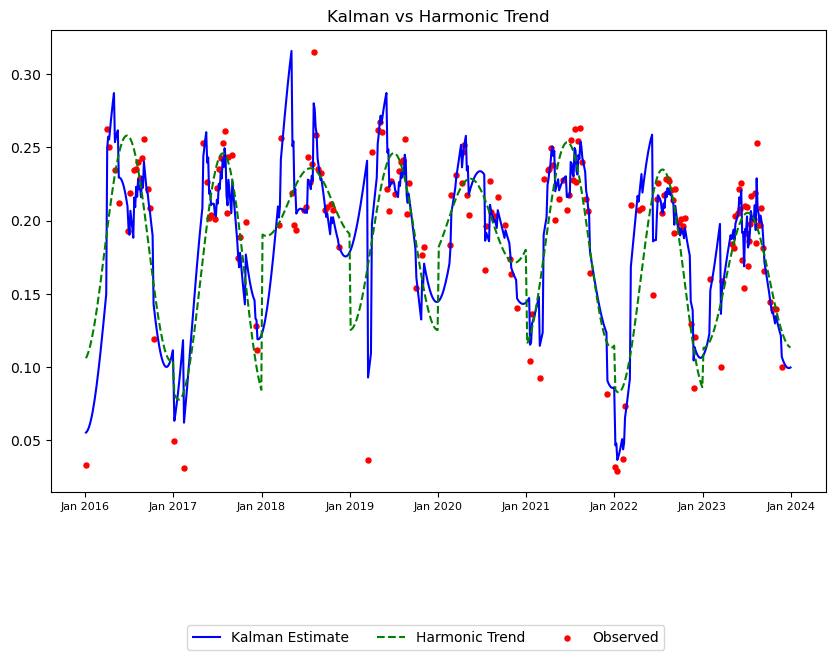 Kalman vs Harmonic Trend
0.30
0.25
0.20
0.15
0.10
0.05
Jan 2016 Jan 2017 Jan 2018 Jan 2019 Jan 2020 Jan 2021 Jan 2022 Jan 2023 Jan 2024
Kalman Estimate Harmonic Trend Observed